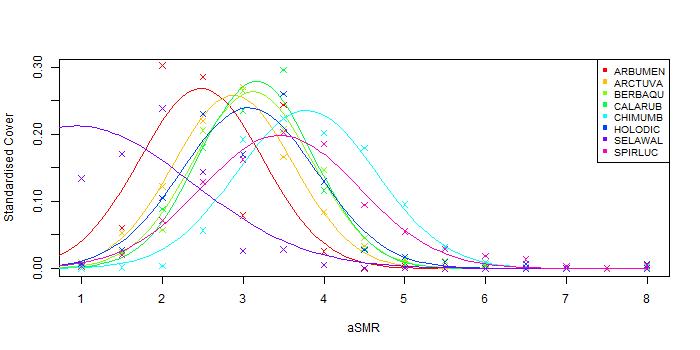 0.30
0.20
0.10
0.00
Standardised Cover
1 2 3 4 5 6 7 8
aSMR
ARBUMEN
ARCTUVA
BERBAQU
CALARUB
CHIMUMB
HOLODIC
SELAWAL
SPIRLUC